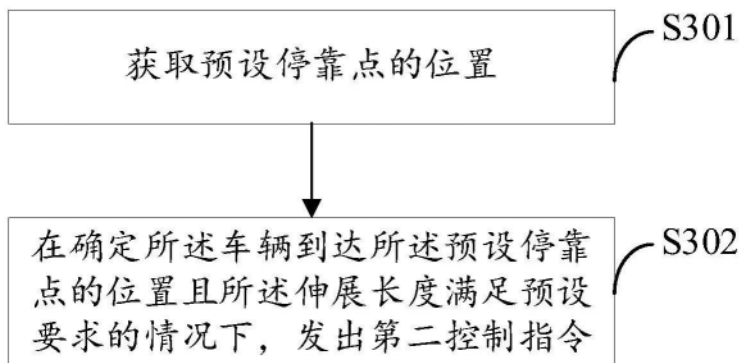 获取预设停靠点的位置
S301
在确定所述车辆到达所述预设停靠
点的位置且所述伸展长度满足预设
要求的情况下，发出第二控制指令
S302